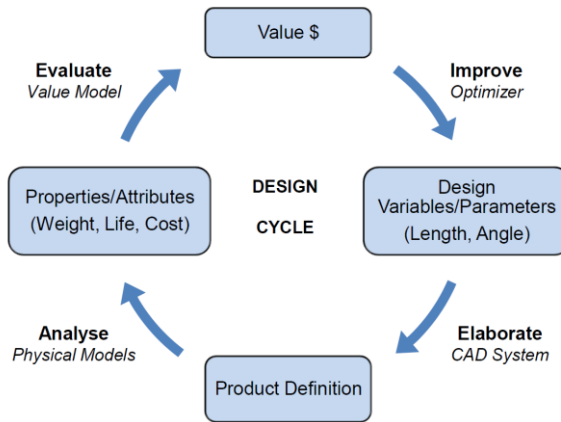 Value $
Evaluate
Value Model
Improve
Optimizer
Properties/Attributes
(Weight, Life, Cost)
DESIGN
CYCLE
Design
Variables/Parameters
(Length, Angle)
Analyse
Physical Models
Elaborate
CAD System
Product Definition